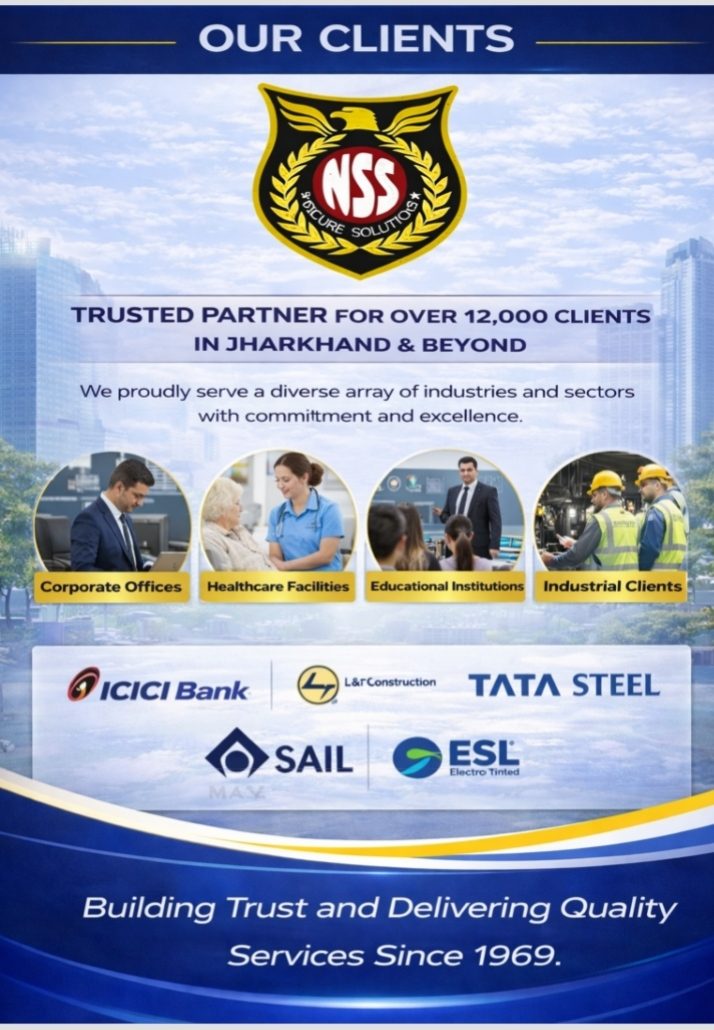 OUR CLIENTS
NSS
SECURE SOLUTIONS
TRUSTED PARTNER FOR OVER 12,000 CLIENTS
IN JHARKHAND & BEYOND
We proudly serve a diverse array of industries and sectors
with commitment and excellence.
Corporate Offices
Healthcare Facilities
Educational Institutions
Industrial Clients
ICICI Bank
L&T Construction
TATA STEEL
SAIL
ESL
Electro Tinted
Building Trust and Delivering Quality
Services Since 1969.